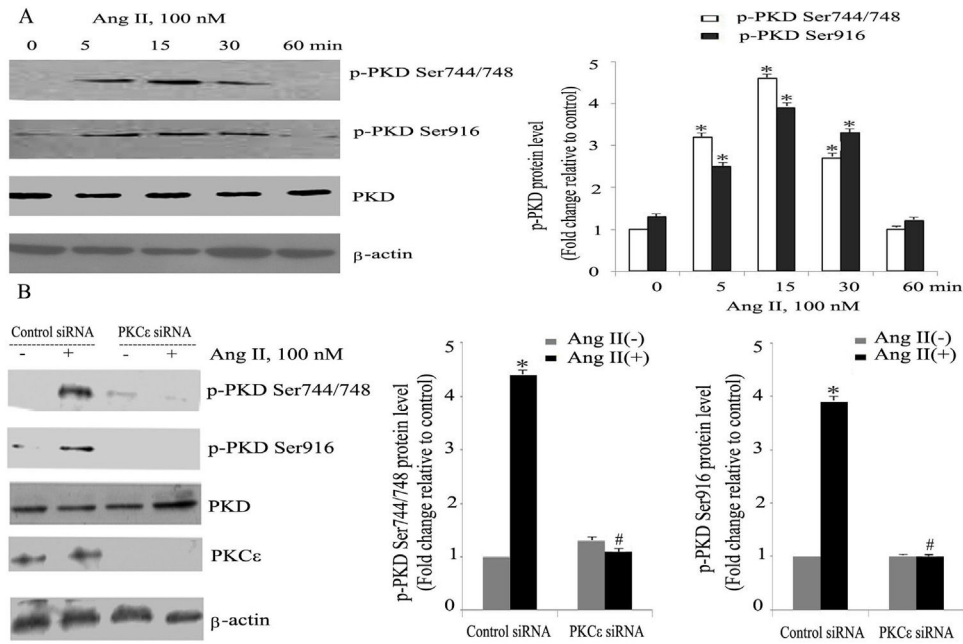 A
Ang II, 100 nM
0 5 15 30 60 min
p-PKD Ser744/748
p-PKD Ser916
PKD
β-actin
p-PKD Ser744/748
p-PKD Ser916
p-PKD protein level
(Fold change relative to control)
5
4
3
2
1
0
* * * * * *
0 5 15 30 60 min
Ang II, 100 nM
B
Control siRNA PKCε siRNA
- + - + Ang II, 100 nM
p-PKD Ser744/748
p-PKD Ser916
PKD
PKCε
β-actin
Ang II(-)
Ang II(+)
p-PKD Ser744/748 protein level
(Fold change relative to control)
5
4
2
1
0
*
#
Control siRNA PKCε siRNA
Ang II(-)
Ang II(+)
p-PKD Ser916 protein level
(Fold change relative to control)
5
4
2
1
0
*
#
Control siRNA PKCε siRNA